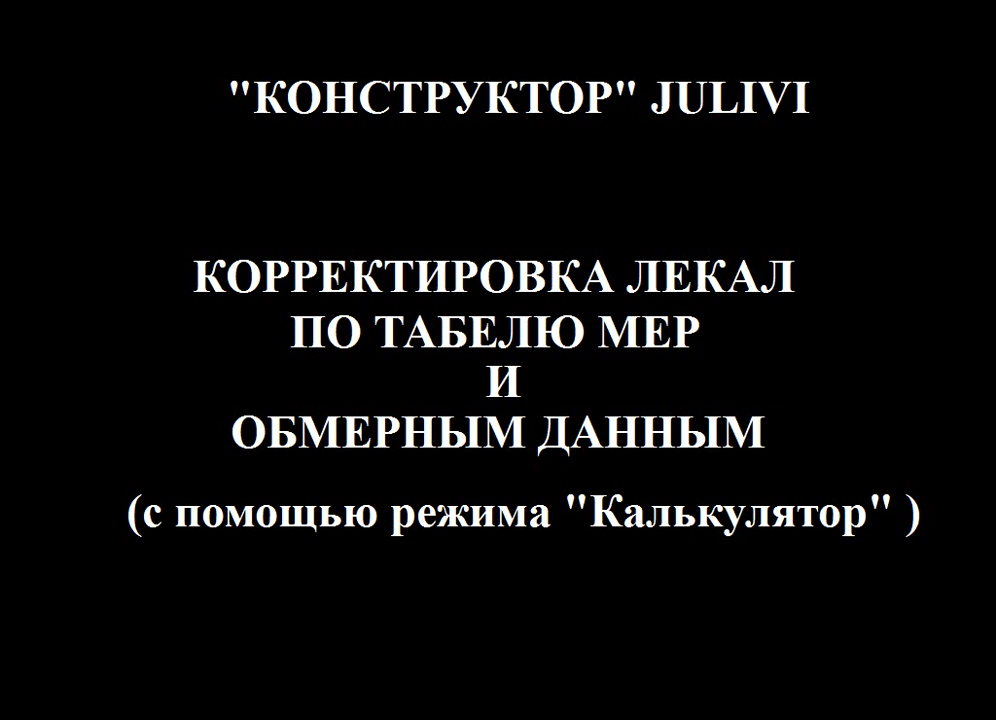 "КОНСТРУКТОР" JULIVI
КОРРЕКТИРОВКА ЛЕКАЛ
ПО ТАБЕЛЮ МЕР
И
ОБМЕРНЫМ ДАННЫМ
(с помощью режима "Калькулятор" )